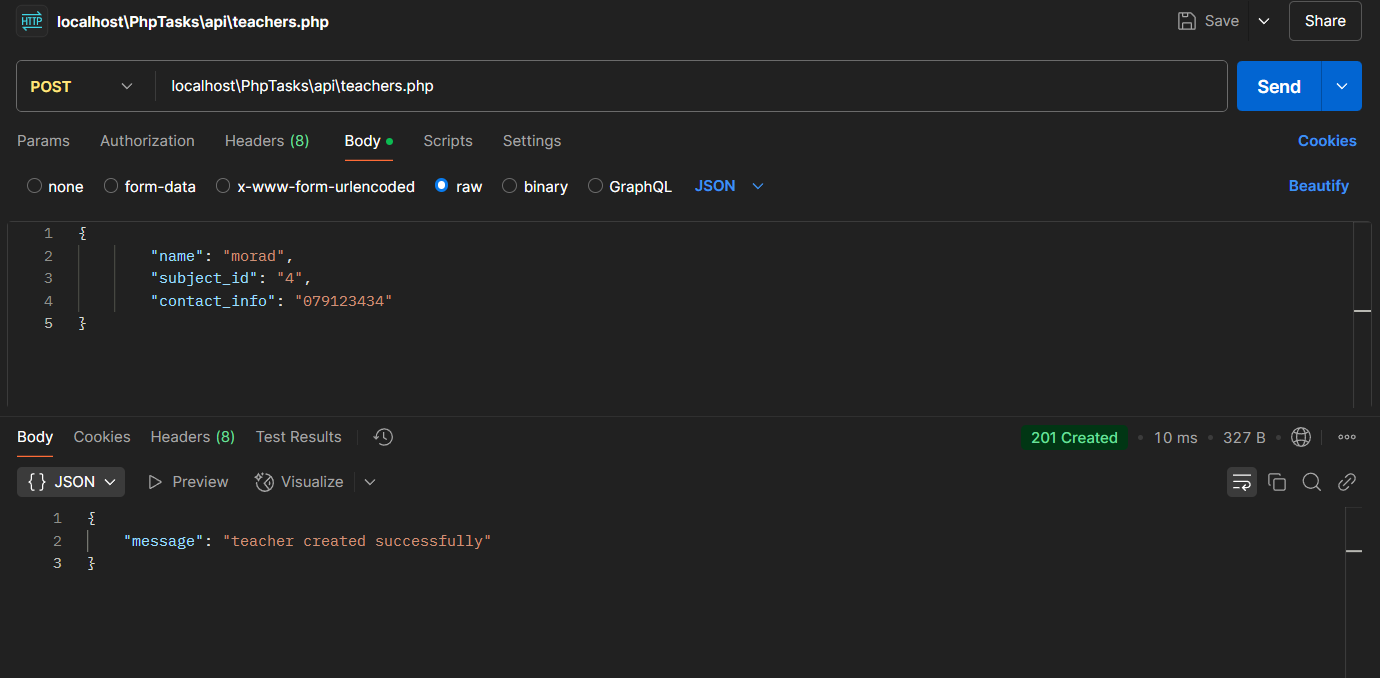 HTTP localhost\PhpTasks\api\teachers.php Save Share
POST localhost\PhpTasks\api\teachers.php Send
Params Authorization Headers (8) Body Scripts Settings Cookies
none form-data x-www-form-urlencoded raw binary GraphQL JSON Beautify
1 {
2 "name": "morad",
3 "subject_id": "4",
4 "contact_info": "079123434"
5 }
Body Cookies Headers (8) Test Results 201 Created 10 ms 327 B
{} JSON Preview Visualize
1 {
2 "message": "teacher created successfully"
3 }